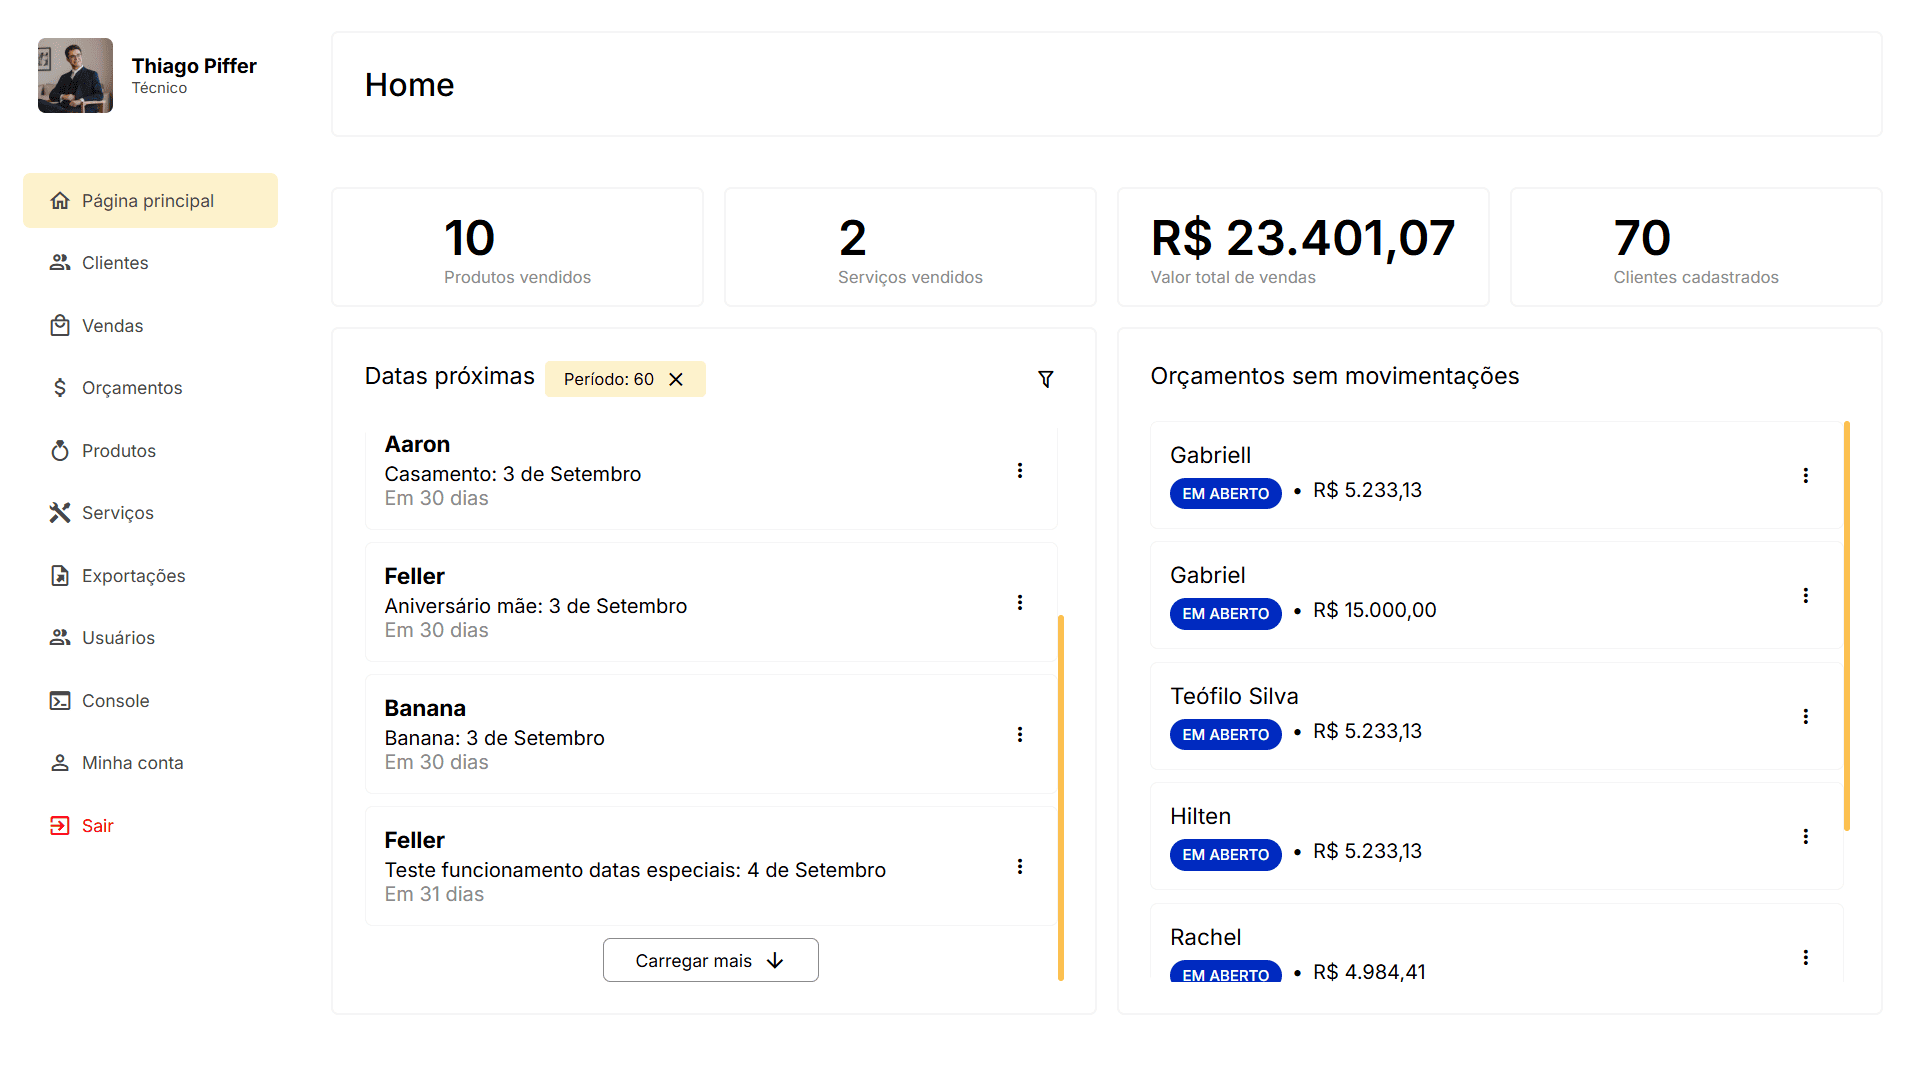 Thiago Piffer
Técnico
Página principal
Clientes
Vendas
Orçamentos
Produtos
Serviços
Exportações
Usuários
Console
Minha conta
Sair
Home
10
Produtos vendidos
2
Serviços vendidos
R$ 23.401,07
Valor total de vendas
70
Clientes cadastrados
Datas próximas
Período: 60
Aaron
Casamento: 3 de Setembro
Em 30 dias
Feller
Aniversário mãe: 3 de Setembro
Em 30 dias
Banana
Banana: 3 de Setembro
Em 30 dias
Feller
Teste funcionamento datas especiais: 4 de Setembro
Em 31 dias
Carregar mais
Orçamentos sem movimentações
Gabriell
EM ABERTO • R$ 5.233,13
Gabriel
EM ABERTO • R$ 15.000,00
Teófilo Silva
EM ABERTO • R$ 5.233,13
Hilten
EM ABERTO • R$ 5.233,13
Rachel
EM ABERTO • R$ 4.984,41